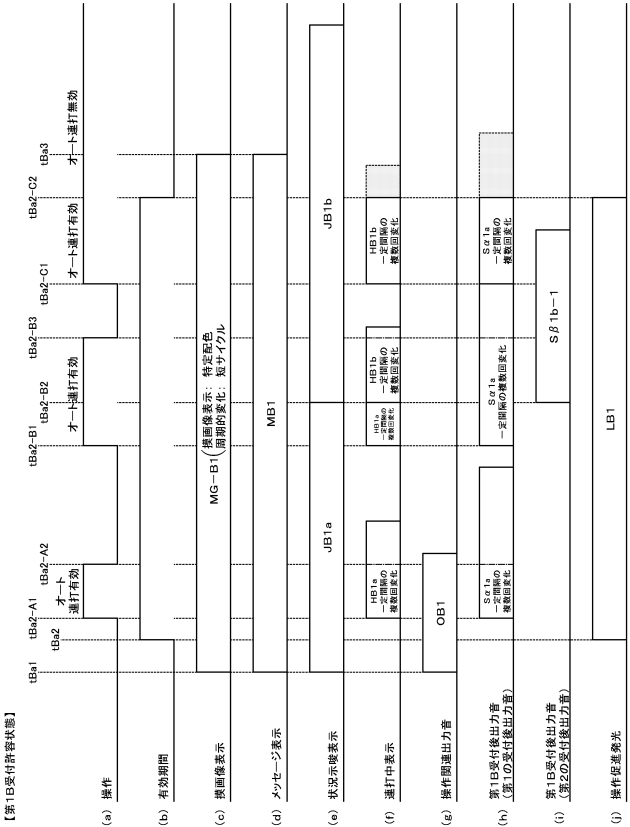 【第1B受付許容状態】
tBa1
tBa2
tBa2-A1
tBa2-A2
tBa2-B1
tBa2-B2
tBa2-B3
tBa2-C1
tBa2-C2
tBa3
(a) 操作
オート
連打有効
オート連打有効
オート連打有効
オート連打無効
(b) 有効期間
(c) 摸画像表示
MG-B1(摸画像表示; 特定配色
周期的変化; 短サイクル)
(d) メッセージ表示
MB1
(e) 状況示唆表示
JB1a
JB1b
(f) 連打中表示
HB1a
一定間隔の
複数回変化
HB1a
一定間隔の
複数回変化
HB1b
一定間隔の
複数回変化
HB1b
一定間隔の
複数回変化
(g) 操作関連出力音
OB1
(h) 第1B受付後出力音
(第1の受付後出力音)
Sα1a
一定間隔の
複数回変化
Sα1a
一定間隔の複数回変化
Sα1a
一定間隔の
複数回変化
(i) 第1B受付後出力音
(第2の受付後出力音)
Sβ1b-1
(j) 操作促進発光
LB1